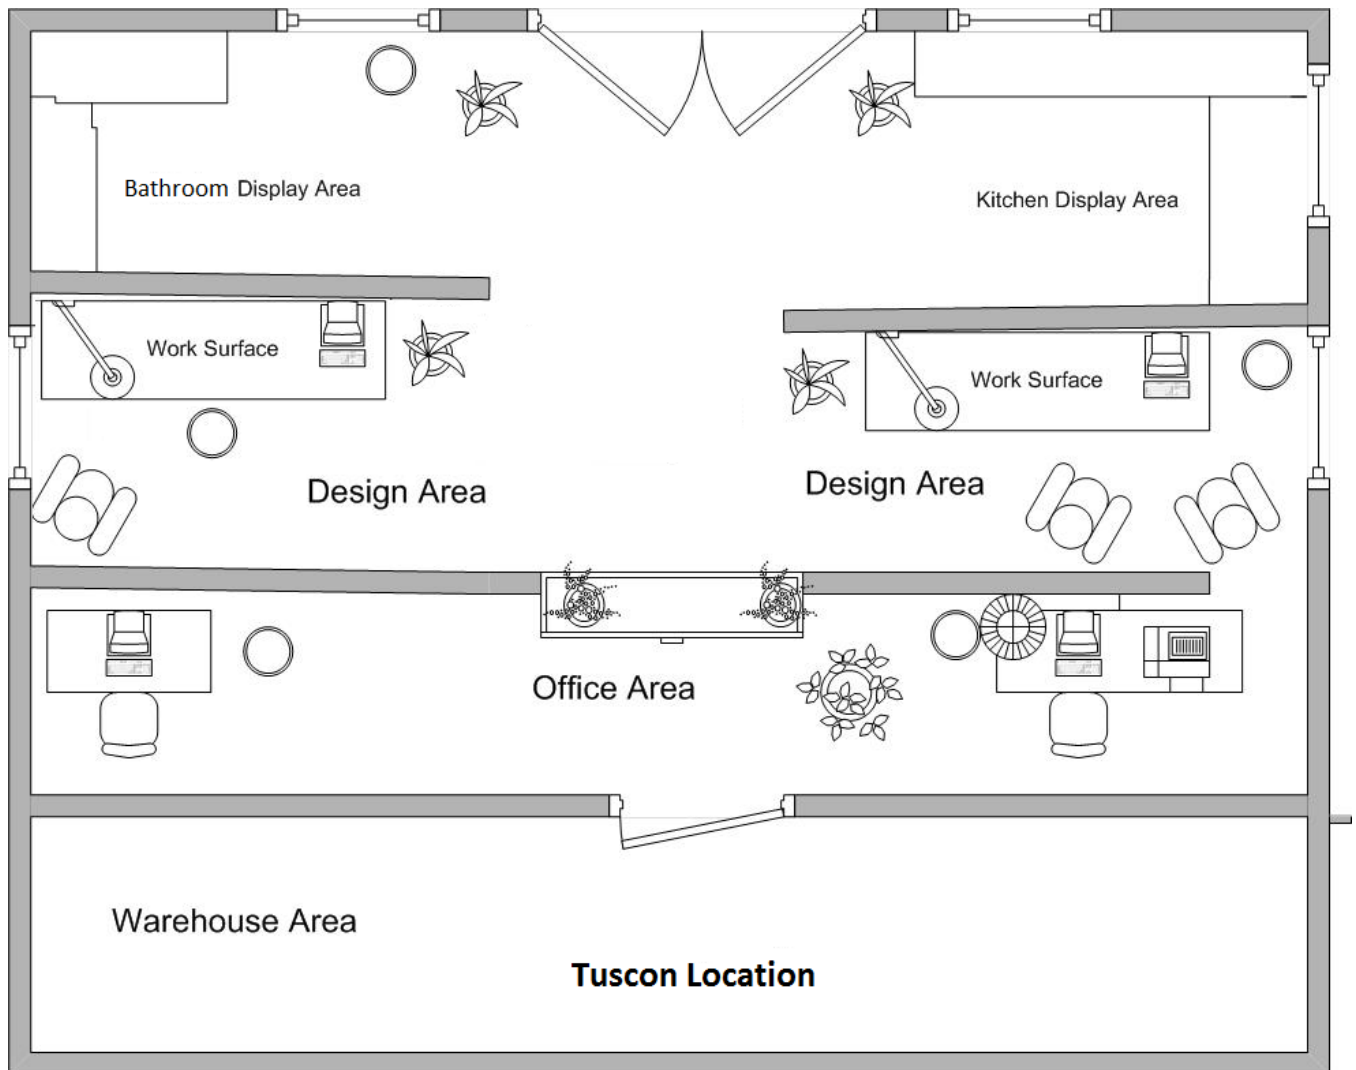 Bathroom Display Area
Kitchen Display Area
Work Surface
Work Surface
Design Area
Design Area
Office Area
Warehouse Area
Tuscon Location